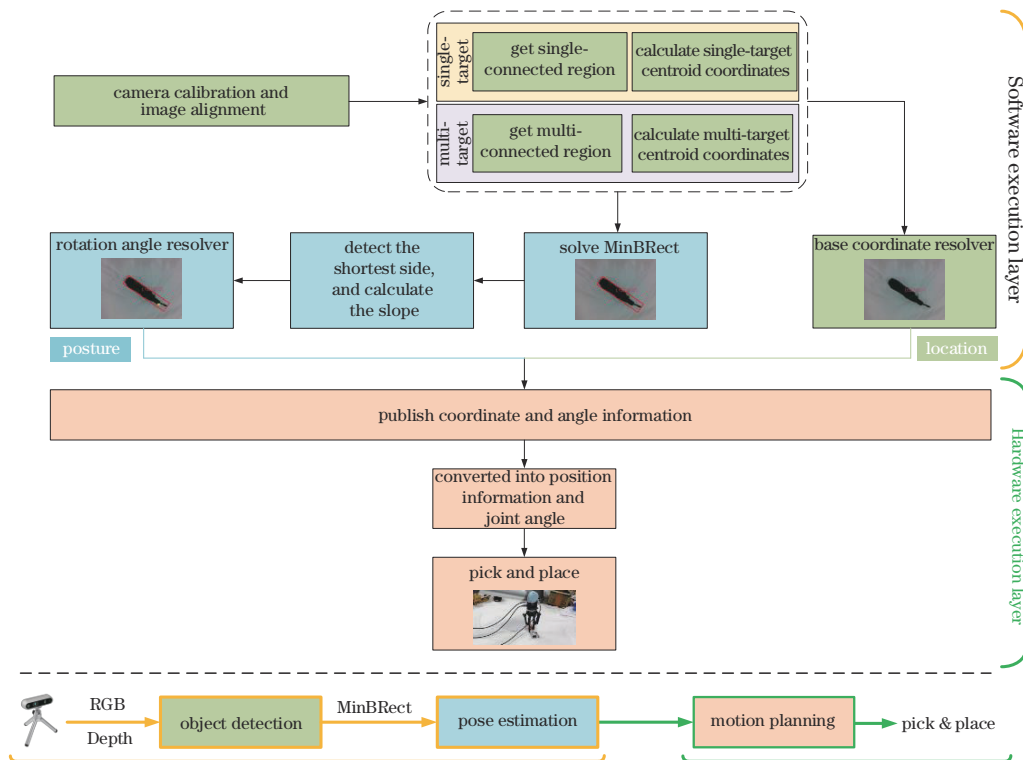 single-
target
get single-
connected region
calculate single-target
centroid coordinates
camera calibration and
image alignment
multi-
target
get multi-
connected region
calculate multi-target
centroid coordinates
Software execution layer
rotation angle resolver
detect the
shortest side,
and calculate
the slope
solve MinBRect
base coordinate resolver
posture
location
publish coordinate and angle information
Hardware execution layer
converted into position
information and
joint angle
pick and place
RGB
Depth
object detection
MinBRect
pose estimation
motion planning
pick & place